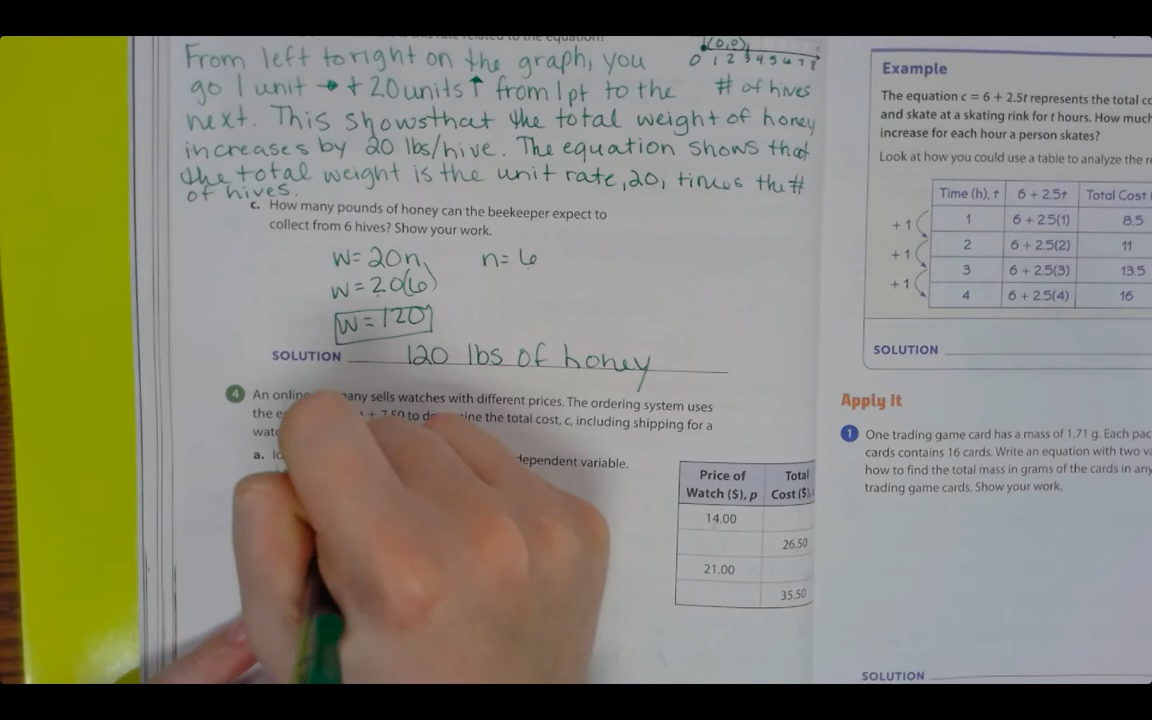 From left to right on the graph, you
go 1 unit → + 20 units ↑ from 1 pt to the
next. This shows that the total weight of honey
increases by 20 lbs/hive. The equation shows that
the total weight is the unit rate, 20, times the #
of hives.
(0,0)
0 1 2 3 4 5 6 7 8
# of hives
c. How many pounds of honey can the beekeeper expect to
collect from 6 hives? Show your work.
W = 20n n = 6
W = 20(6)
W = 120
SOLUTION 120 lbs of honey
4 An online sells watches with different prices. The ordering system uses
the + 7.50 to the total cost, c, including shipping for a
a. dependent variable.
Price of Total
Watch ($), p Cost ($),
14.00
26.50
21.00
35.50
Example
The equation c = 6 + 2.5t represents the total
and skate at a skating rink for t hours. How much
increase for each hour a person skates?
Look at how you could use a table to analyze the
Time (h), t 6 + 2.5t Total Cost
1 6 + 2.5(1) 8.5
+ 1
2 6 + 2.5(2) 11
+ 1
3 6 + 2.5(3) 13.5
+ 1
4 6 + 2.5(4) 16
SOLUTION
Apply It
1 One trading game card has a mass of 1.71 g. Each
cards contains 16 cards. Write an equation with two
how to find the total mass in grams of the cards in any
trading game cards. Show your work.
SOLUTION